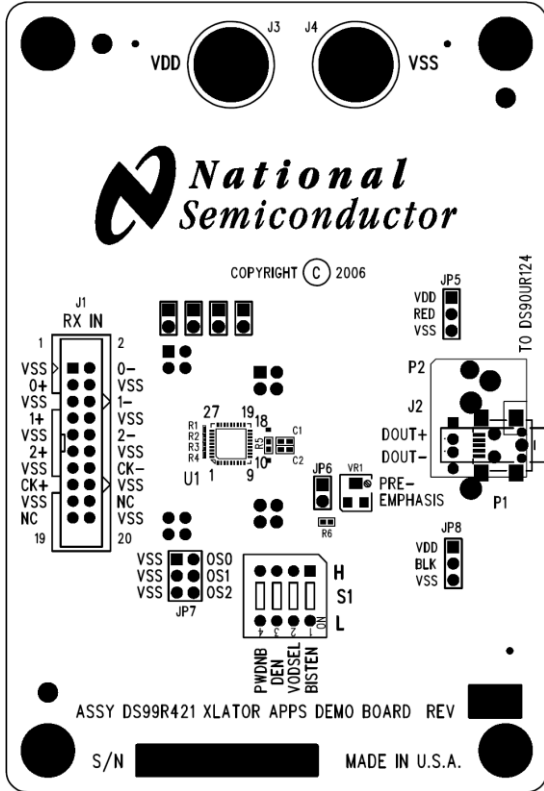 J3 J4
VDD VSS
National
Semiconductor
COPYRIGHT C 2006
J1
RX IN
1 2
VSS 0-
0+ VSS
VSS 1-
1+ VSS
VSS 2-
2+ VSS
VSS CK-
CK+ VSS
VSS NC
NC VSS
19 20
27 19
18
R1
R2
R3
R4
U1
1 9
10
R5
C1
C2
JP5
VDD
RED
VSS
TO DS90UR124
P2
J2
DOUT+
DOUT-
P1
JP6
VR1
PRE-
EMPHASIS
R6
JP8
VDD
BLK
VSS
VSS OS0
VSS OS1
VSS OS2
JP7
H
S1
L
ON
4 3 2 1
PWDNB
DEN
VODSEL
BISTEN
ASSY DS99R421 XLATOR APPS DEMO BOARD REV
S/N MADE IN U.S.A.